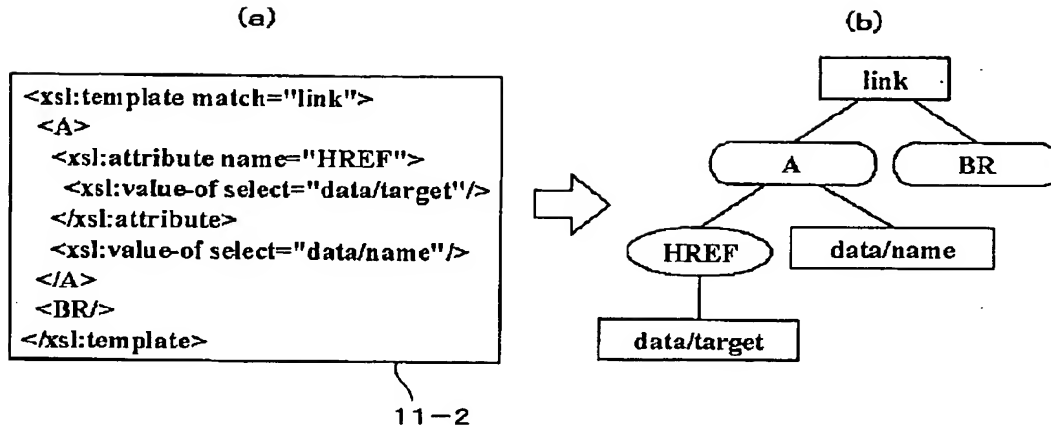 (a)
<xsl:template match="link">
<A>
<xsl:attribute name="HREF">
<xsl:value-of select="data/target"/>
</xsl:attribute>
<xsl:value-of select="data/name"/>
</A>
<BR/>
</xsl:template>
11-2
(b)
link
A BR
HREF data/name
data/target